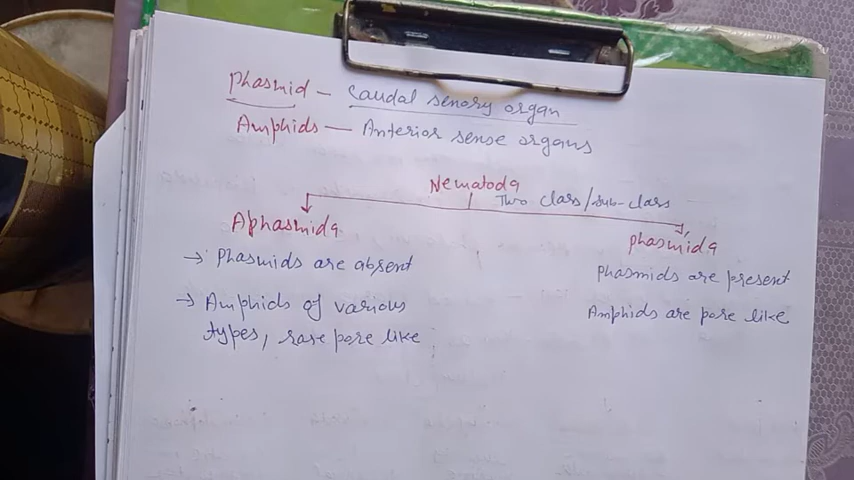 Phasmid — Caudal sensory organ
Amphids — Anterior sense organs
Nematoda
Two class/sub-class
Aphasmida
Phasmida
→ Phasmids are absent
Phasmids are present
→ Amphids of various
types, rare pore like
Amphids are pore like